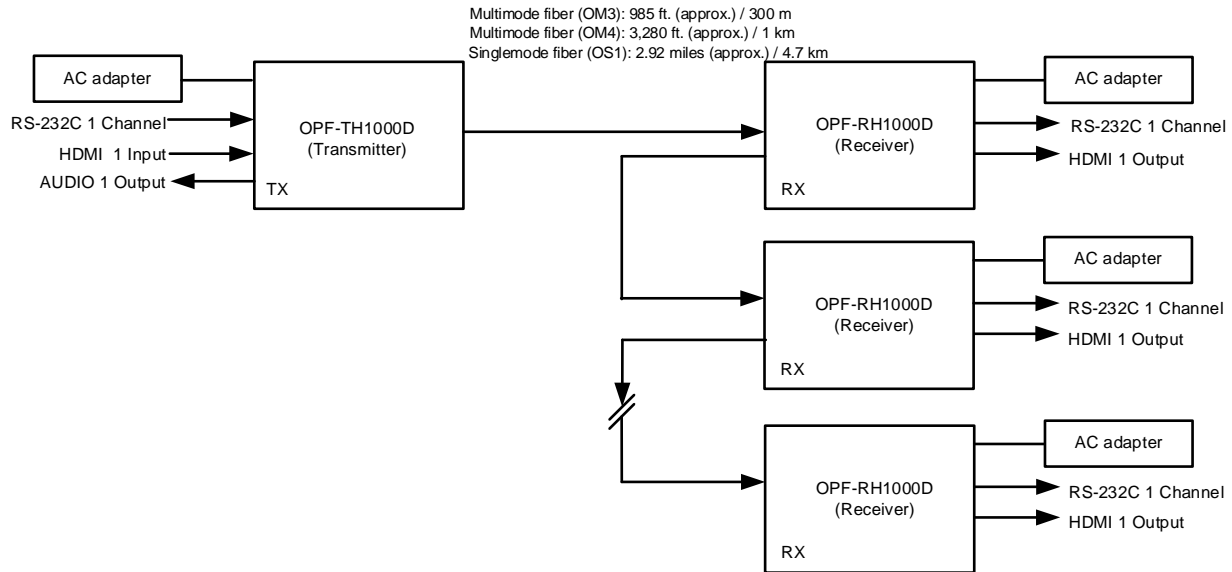 Multimode fiber (OM3): 985 ft. (approx.) / 300 m
Multimode fiber (OM4): 3,280 ft. (approx.) / 1 km
Singlemode fiber (OS1): 2.92 miles (approx.) / 4.7 km
AC adapter
RS-232C 1 Channel
HDMI 1 Input
AUDIO 1 Output
OPF-TH1000D
(Transmitter)
TX
OPF-RH1000D
(Receiver)
RX
AC adapter
RS-232C 1 Channel
HDMI 1 Output
OPF-RH1000D
(Receiver)
RX
AC adapter
RS-232C 1 Channel
HDMI 1 Output
OPF-RH1000D
(Receiver)
RX
AC adapter
RS-232C 1 Channel
HDMI 1 Output